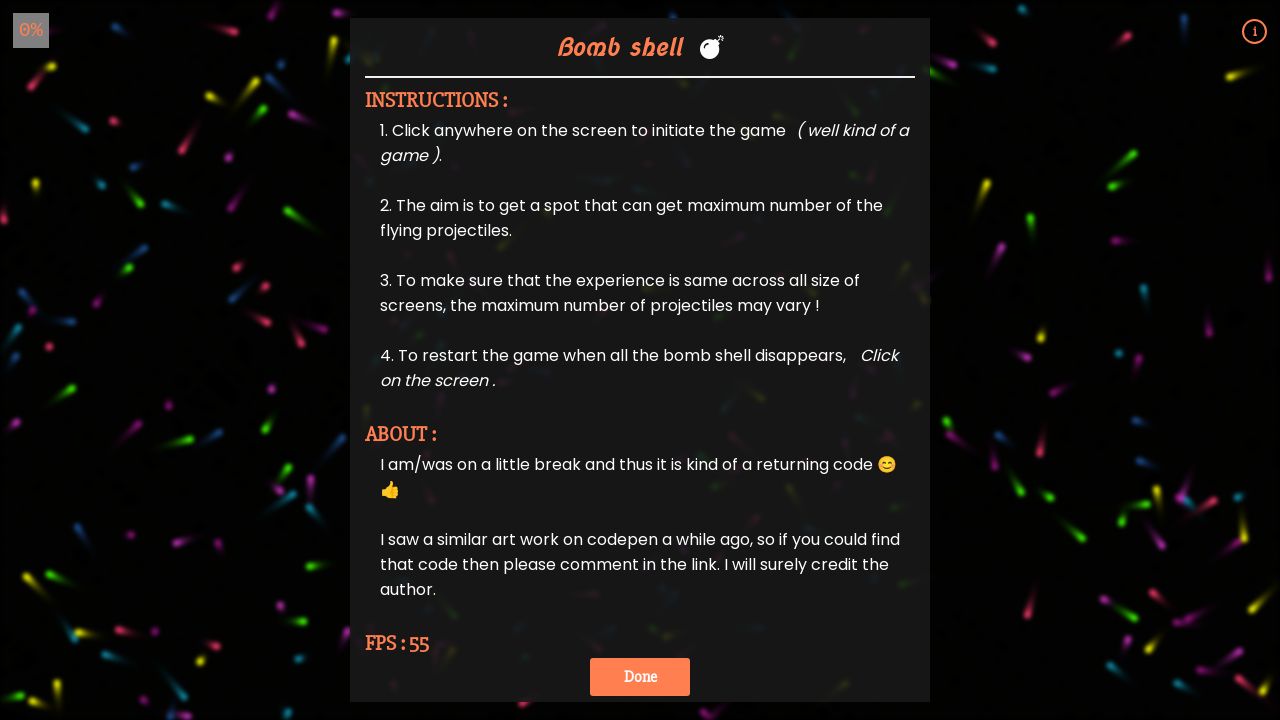 0%
i
Bomb shell 💣
INSTRUCTIONS :
1. Click anywhere on the screen to initiate the game ( well kind of a
game ).
2. The aim is to get a spot that can get maximum number of the
flying projectiles.
3. To make sure that the experience is same across all size of
screens, the maximum number of projectiles may vary !
4. To restart the game when all the bomb shell disappears, Click
on the screen .
ABOUT :
I am/was on a little break and thus it is kind of a returning code 😊
👍
I saw a similar art work on codepen a while ago, so if you could find
that code then please comment in the link. I will surely credit the
author.
FPS : 55
Done